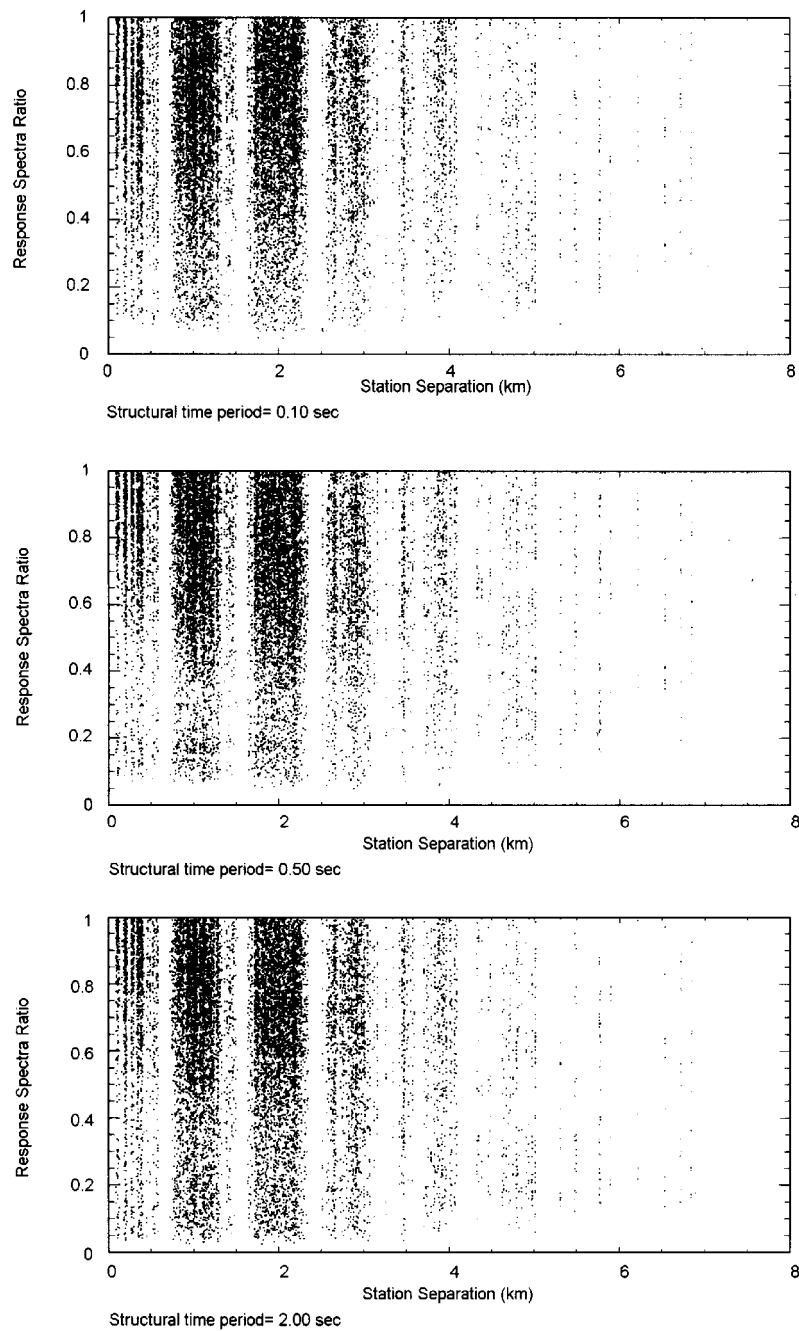 1
0.8
0.6
0.4
0.2
0
Response Spectra Ratio
0 2 4 6 8
Station Separation (km)
Structural time period= 0.10 sec
1
0.8
0.6
0.4
0.2
0
Response Spectra Ratio
0 2 4 6 8
Station Separation (km)
Structural time period= 0.50 sec
1
0.8
0.6
0.4
0.2
0
Response Spectra Ratio
0 2 4 6 8
Station Separation (km)
Structural time period= 2.00 sec